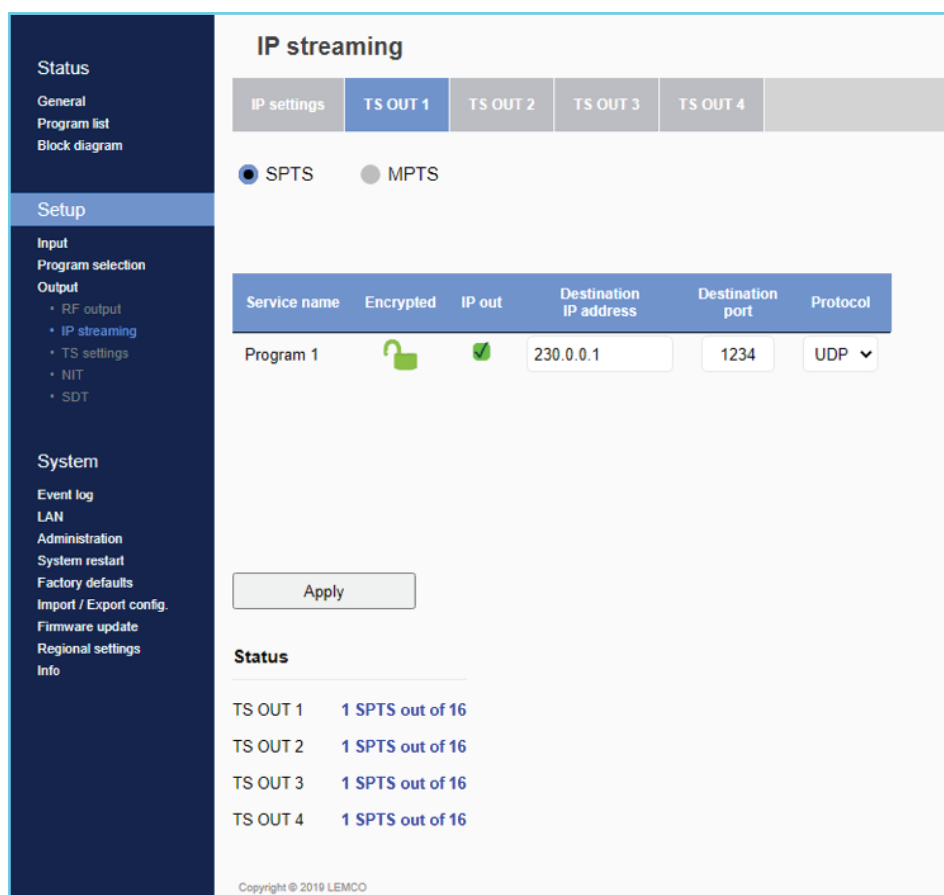 IP streaming
Status
General
Program list
Block diagram
Setup
Input
Program selection
Output
• RF output
• IP streaming
• TS settings
• NIT
• SDT
System
Event log
LAN
Administration
System restart
Factory defaults
Import / Export config.
Firmware update
Regional settings
Info
IP settings TS OUT 1 TS OUT 2 TS OUT 3 TS OUT 4
SPTS MPTS
Service name Encrypted IP out Destination IP address Destination port Protocol
Program 1 230.0.0.1 1234 UDP
Apply
Status
TS OUT 1 1 SPTS out of 16
TS OUT 2 1 SPTS out of 16
TS OUT 3 1 SPTS out of 16
TS OUT 4 1 SPTS out of 16
Copyright © 2019 LEMCO